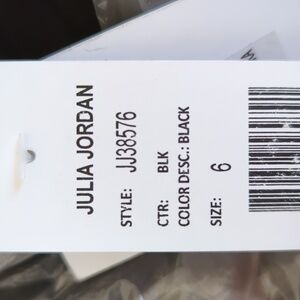 JULIA JORDAN
STYLE: JJ38576
CTR: BLK
COLOR DESC.: BLACK
SIZE: 6